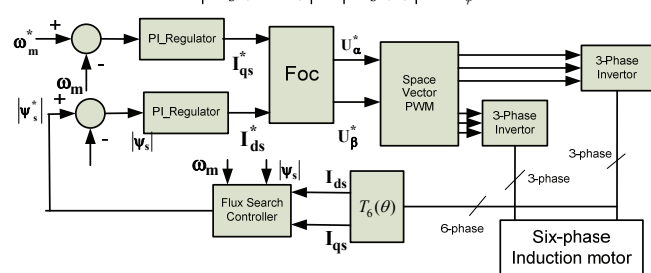 +
ω*m
-
ωm
PI_Regulator
I*qs
Foc
U*α
U*β
Space
Vector
PWM
3-Phase
Invertor
3-Phase
Invertor
|ψ*s|
+
-
|ψs|
PI_Regulator
I*ds
ωm
|ψs|
Flux Search
Controller
Ids
Iqs
T6(θ)
6-phase
3-phase
3-phase
Six-phase
Induction motor